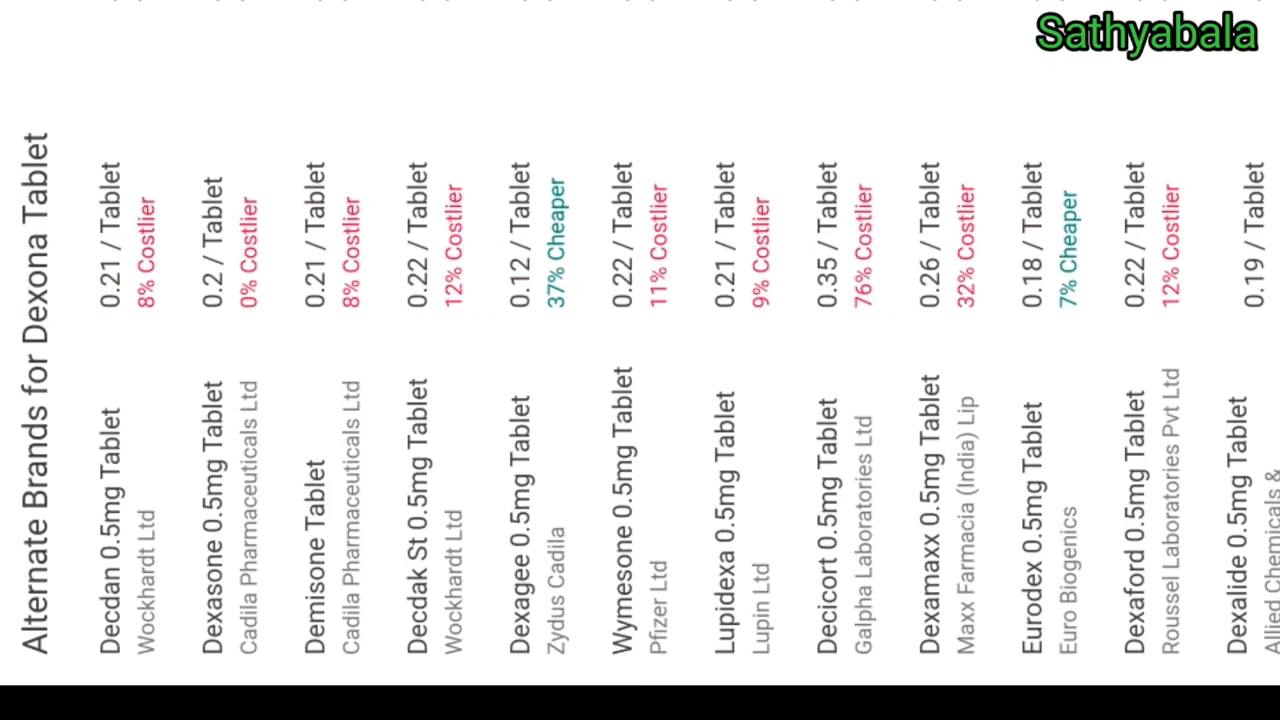 Sathyabala
Alternate Brands for Dexona Tablet
Decdan 0.5mg Tablet 0.21 / Tablet
Wockhardt Ltd 8% Costlier
Dexasone 0.5mg Tablet 0.2 / Tablet
Cadila Pharmaceuticals Ltd 0% Costlier
Demisone Tablet 0.21 / Tablet
Cadila Pharmaceuticals Ltd 8% Costlier
Decdak St 0.5mg Tablet 0.22 / Tablet
Wockhardt Ltd 12% Costlier
Dexagee 0.5mg Tablet 0.12 / Tablet
Zydus Cadila 37% Cheaper
Wymesone 0.5mg Tablet 0.22 / Tablet
Pfizer Ltd 11% Costlier
Lupidexa 0.5mg Tablet 0.21 / Tablet
Lupin Ltd 9% Costlier
Decicort 0.5mg Tablet 0.35 / Tablet
Galpha Laboratories Ltd 76% Costlier
Dexamaxx 0.5mg Tablet 0.26 / Tablet
Maxx Farmacia (India) Lip 32% Costlier
Eurodex 0.5mg Tablet 0.18 / Tablet
Euro Biogenics 7% Cheaper
Dexaford 0.5mg Tablet 0.22 / Tablet
Roussel Laboratories Pvt Ltd 12% Costlier
Dexalide 0.5mg Tablet 0.19 / Tablet
Allied Chemicals &